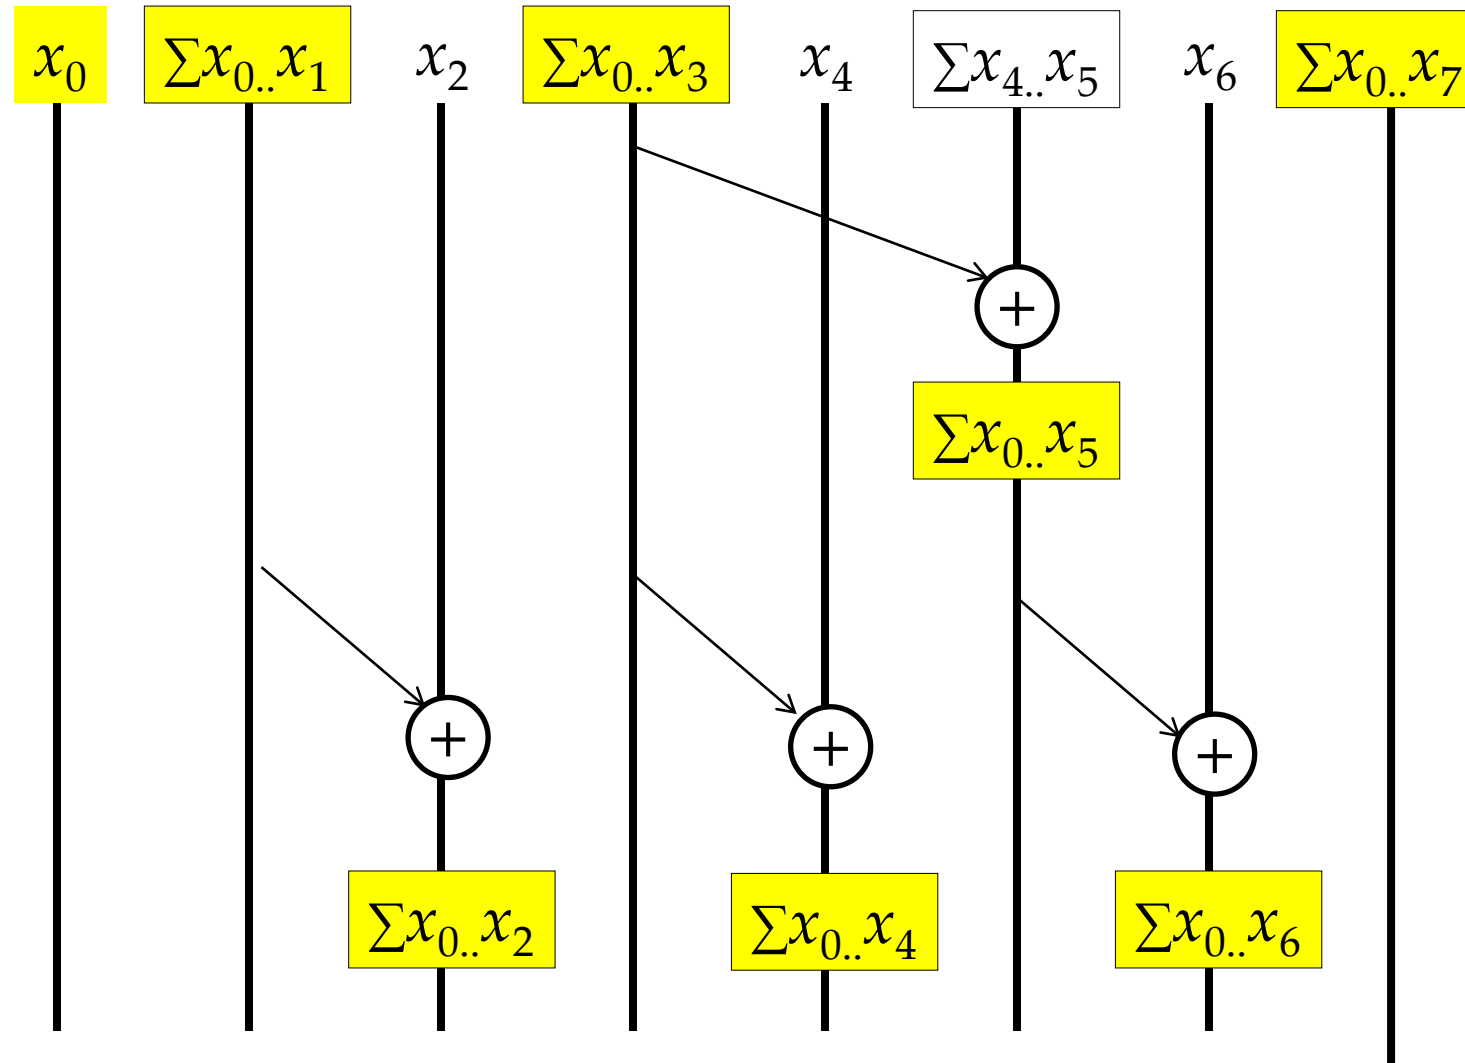 x₀ ∑x₀..x₁ x₂ ∑x₀..x₃ x₄ ∑x₄..x₅ x₆ ∑x₀..x₇
+
∑x₀..x₅
+ + +
∑x₀..x₂ ∑x₀..x₄ ∑x₀..x₆